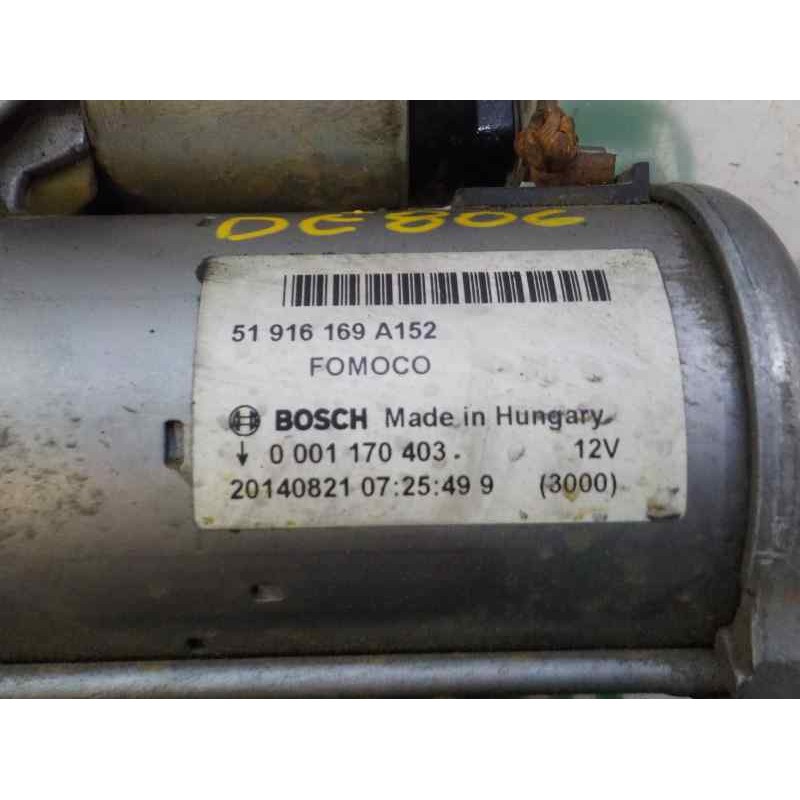 DC806
51 916 169 A152
FOMOCO
BOSCH Made in Hungary
↓ 0 001 170 403. 12V
20140821 07:25:49 9 (3000)